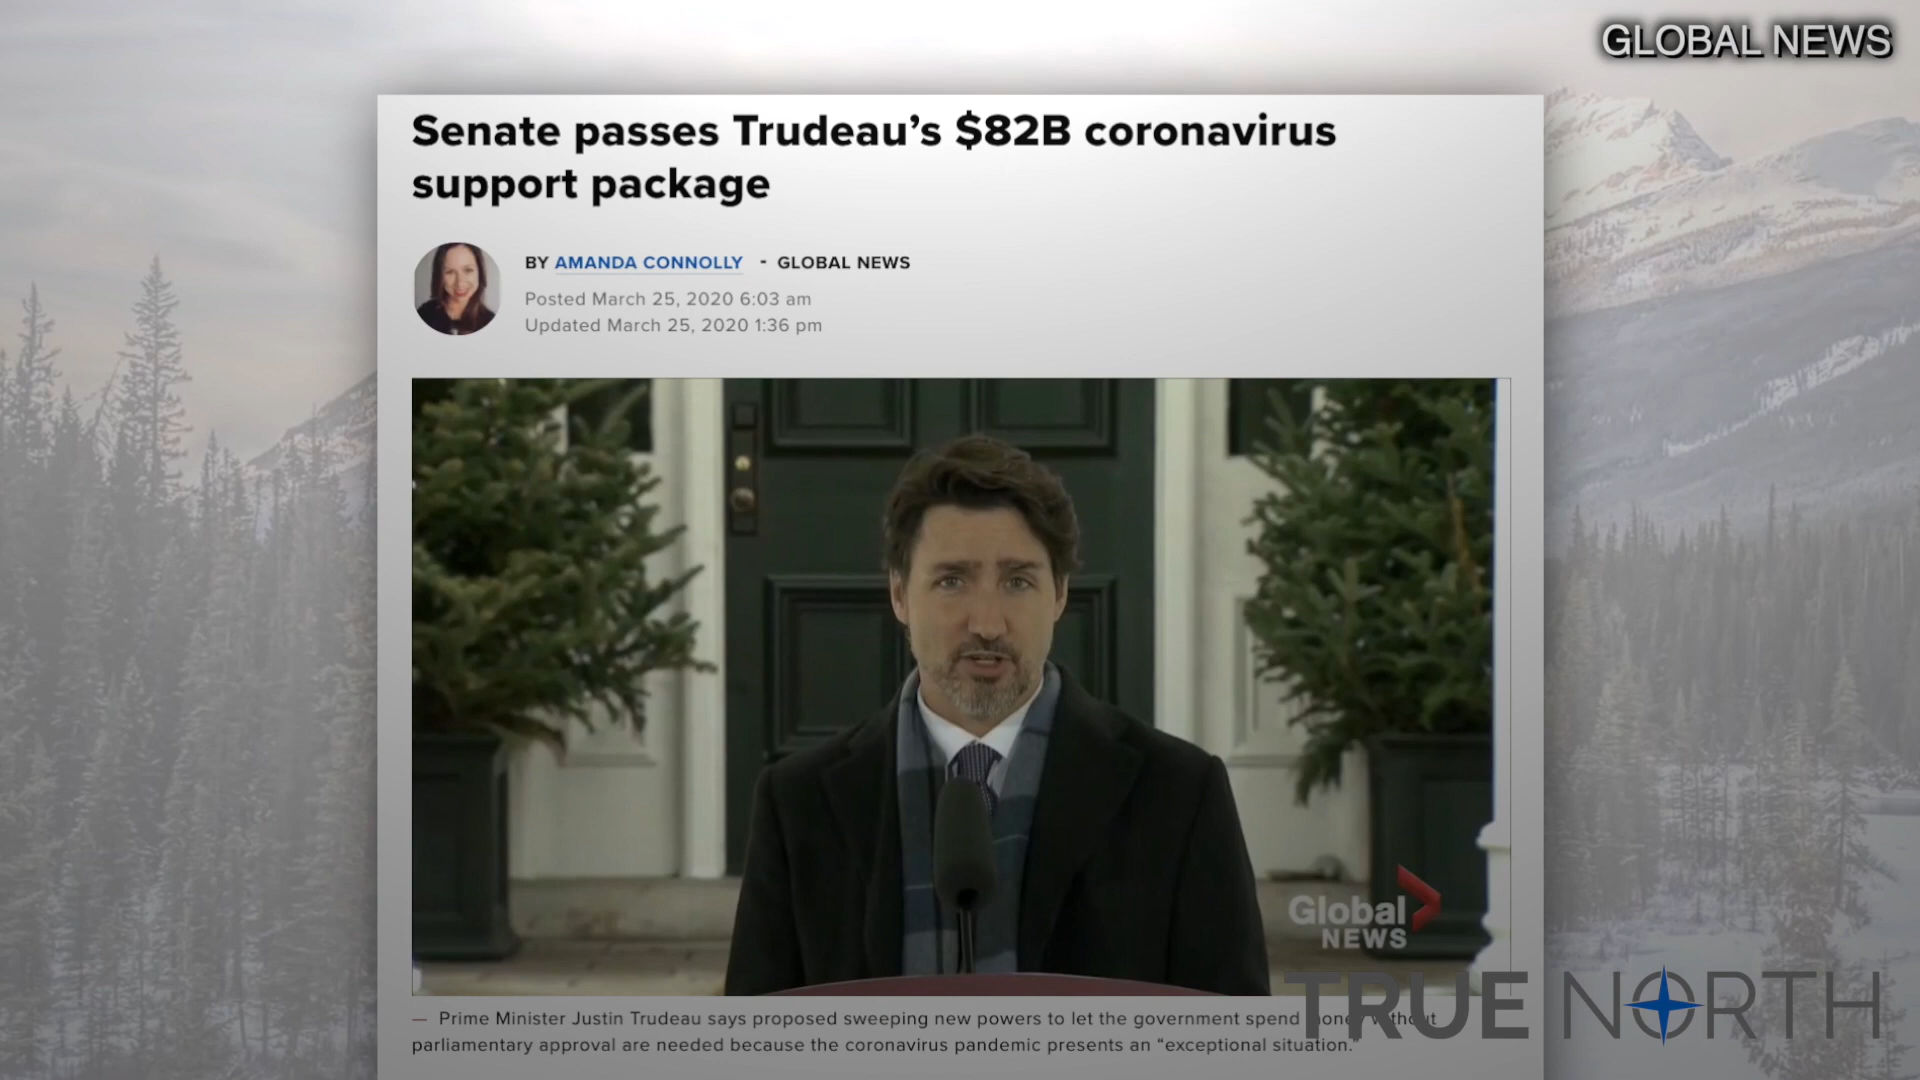 GLOBAL NEWS
Senate passes Trudeau’s $82B coronavirus
support package
BY AMANDA CONNOLLY - GLOBAL NEWS
Posted March 25, 2020 6:03 am
Updated March 25, 2020 1:36 pm
Global
NEWS
TRUE NORTH
— Prime Minister Justin Trudeau says proposed sweeping new powers to let the government spend money without
parliamentary approval are needed because the coronavirus pandemic presents an “exceptional situation.”